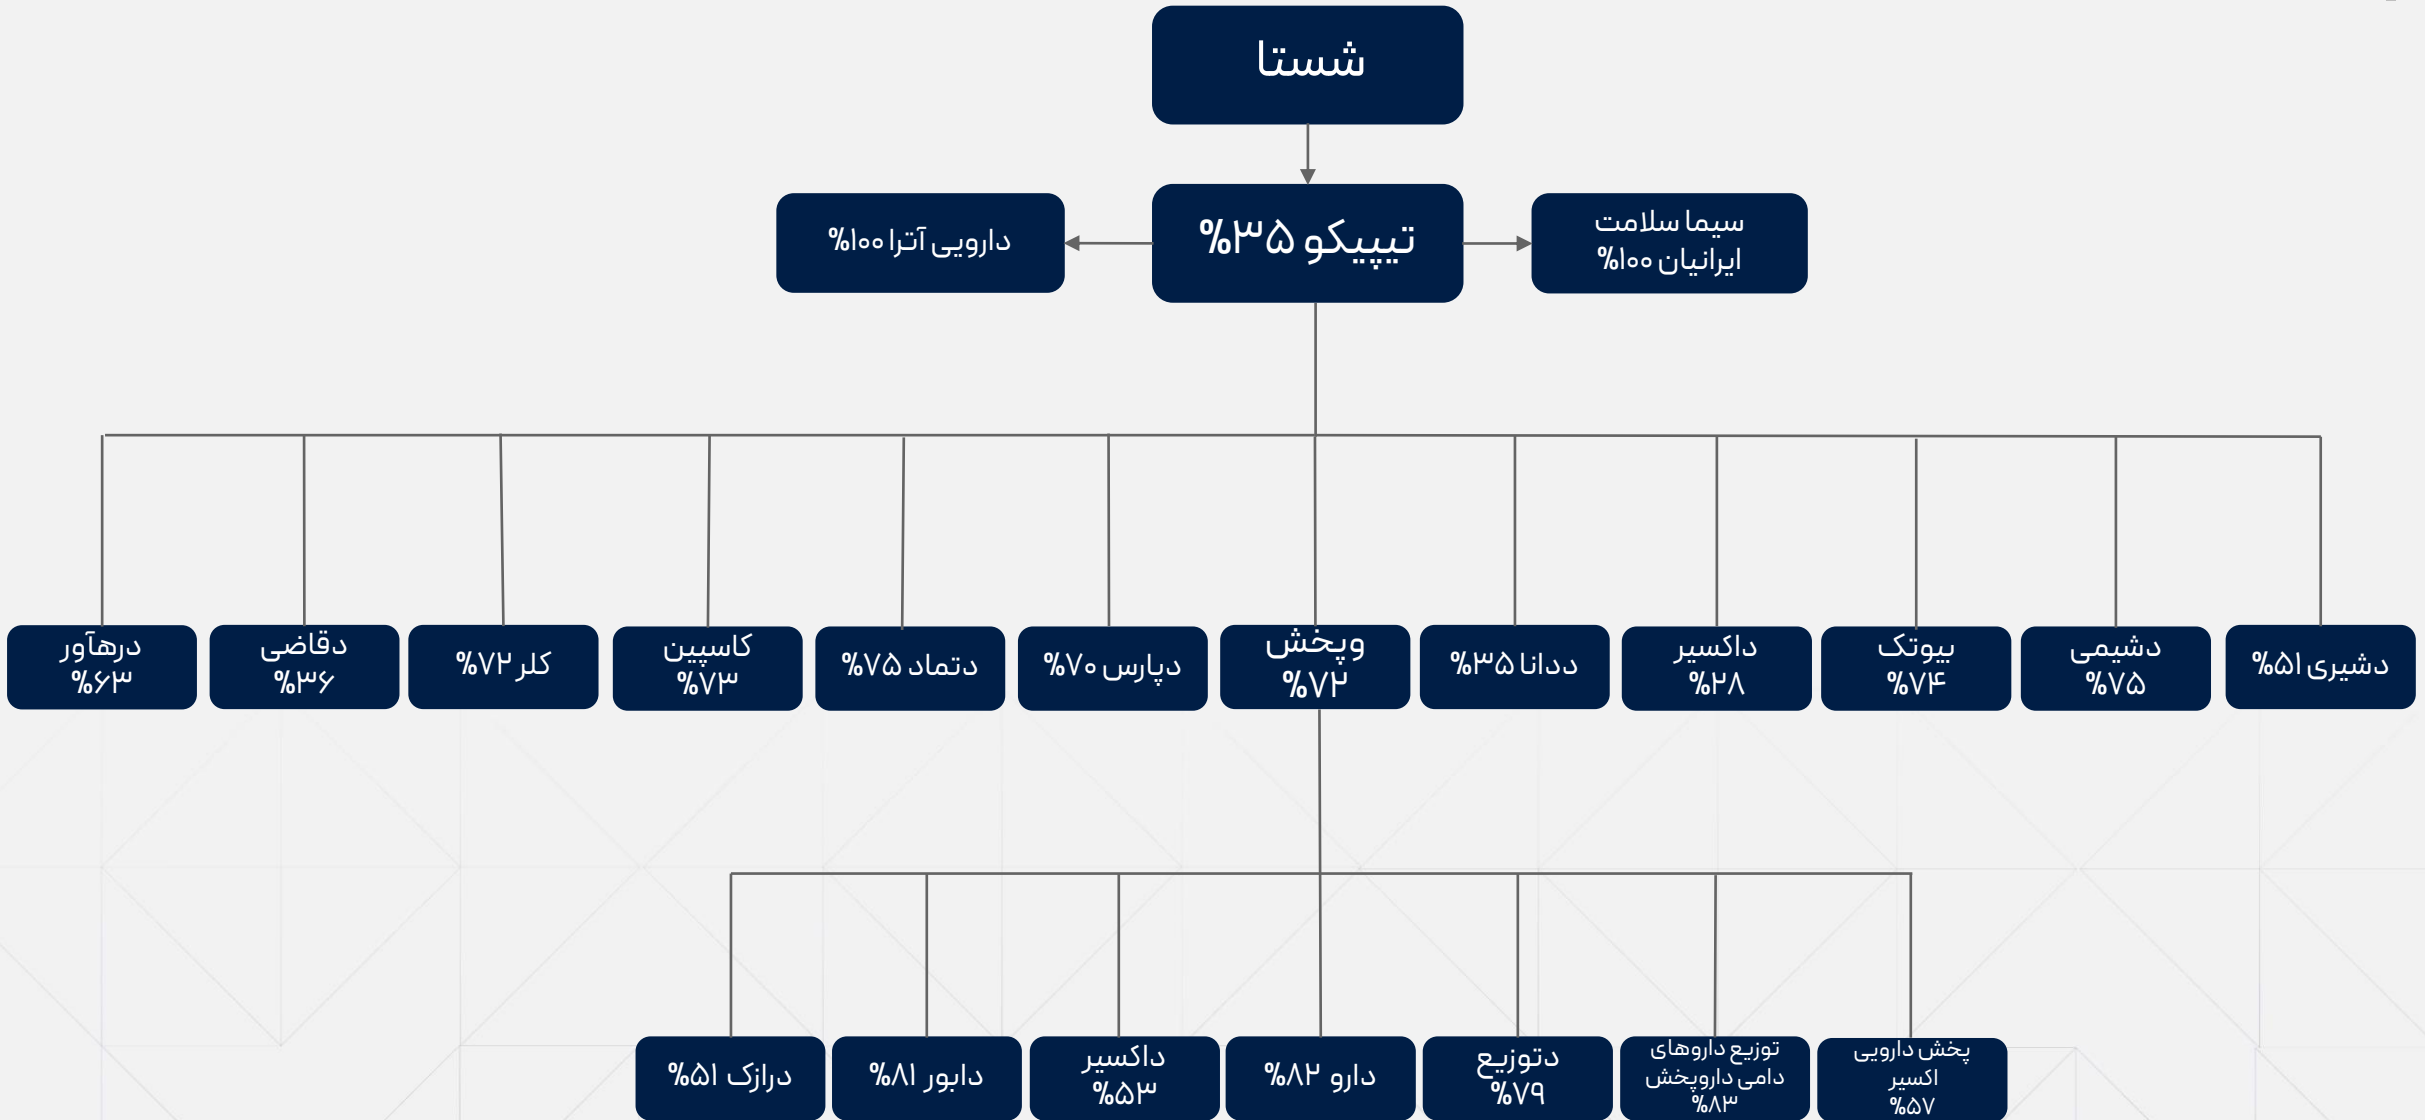 شستا
سیما سلامت
ایرانیان ۱۰۰%
تیپیکو ۳۵%
دارویی آترا ۱۰۰%
دشیری ۵۱%
دشیمی
۷۵%
بیوتک
۷۴%
داکسیر
۲۸%
ددانا ۳۵%
وپخش
۷۲%
دپارس ۷۰%
دتماد ۷۵%
کاسپین
۷۳%
کلر ۷۲%
دقاضی
۳۶%
درهآور
۶۳%
پخش دارویی
اکسیر
۵۷%
توزیع داروهای
دامی داروپخش
۸۳%
دتوزیع
۷۹%
دارو ۸۲%
داکسیر
۵۳%
دابور ۸۱%
درازک ۵۱%